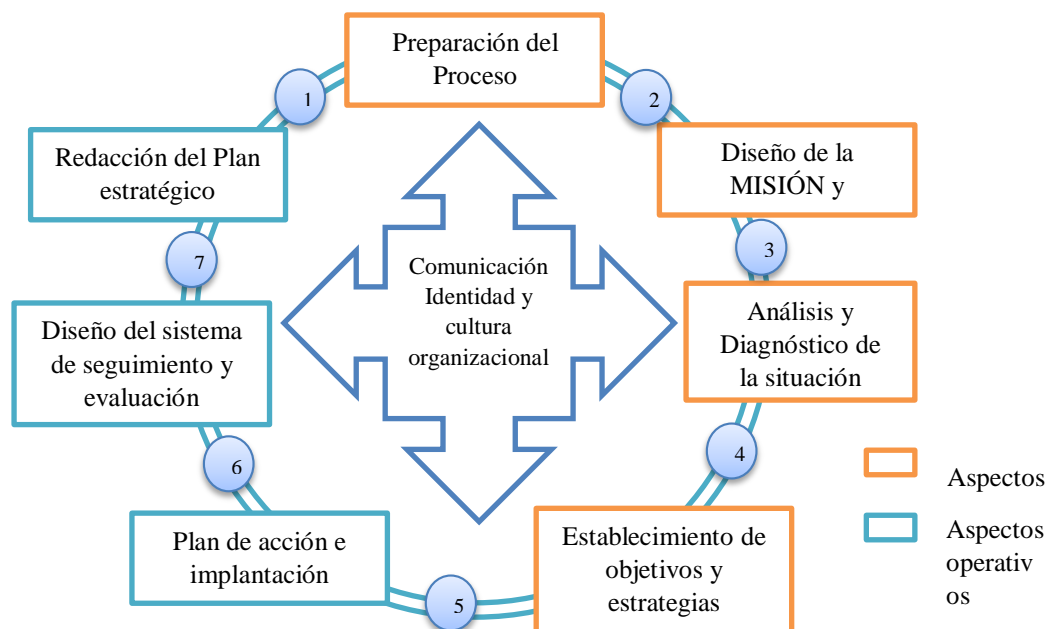 Preparación del
Proceso
1
2
Redacción del Plan
estratégico
Diseño de la
MISIÓN y
7
3
Comunicación
Identidad y
cultura
organizacional
Diseño del sistema
de seguimiento y
evaluación
Análisis y
Diagnóstico de
la situación
6
4
Plan de acción e
implantación
5
Establecimiento de
objetivos y
estrategias
Aspectos
Aspectos
operativ
os